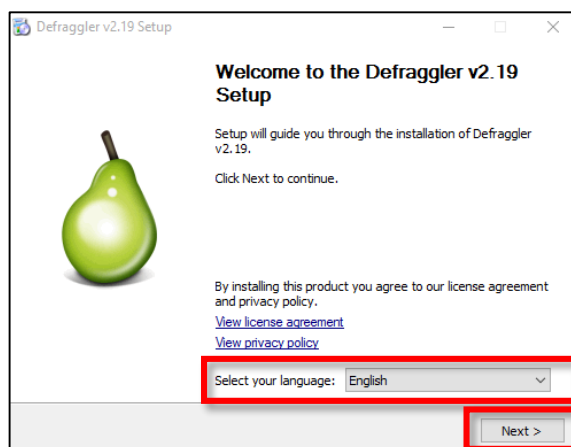 Defraggler v2.19 Setup
Welcome to the Defraggler v2.19
Setup
Setup will guide you through the installation of Defraggler
v2.19.
Click Next to continue.
By installing this product you agree to our license agreement
and privacy policy.
View license agreement
View privacy policy
Select your language: English
Next >